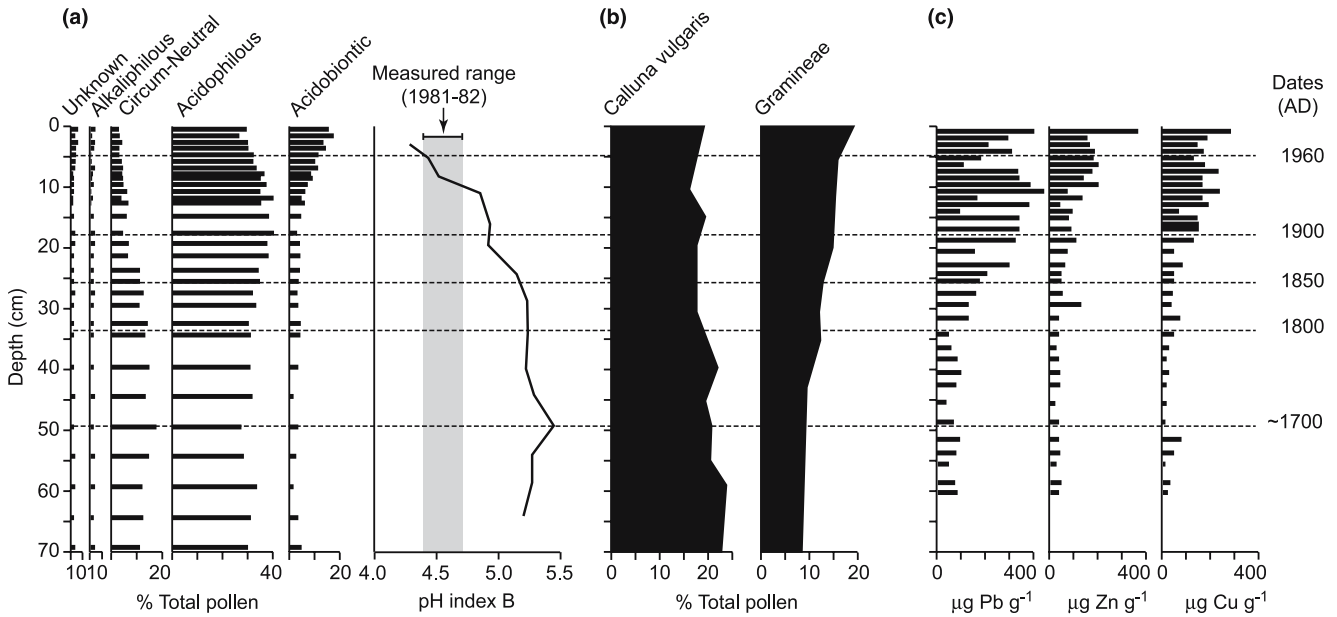 (a)
(b)
(c)
Unknown
Alkaliphilous
Circum-Neutral
Acidophilous
Acidobiontic
Measured range
(1981-82)
Calluna vulgaris
Gramineae
Dates
(AD)
Depth (cm)
0
10
20
30
40
50
60
70
1960
1900
1850
1800
~1700
10 10 20 40 20
% Total pollen
4.0 4.5 5.0 5.5
pH index B
0 10 20 0 10 20
% Total pollen
0 400 0 400 0 400
µg Pb g-1 µg Zn g-1 µg Cu g-1